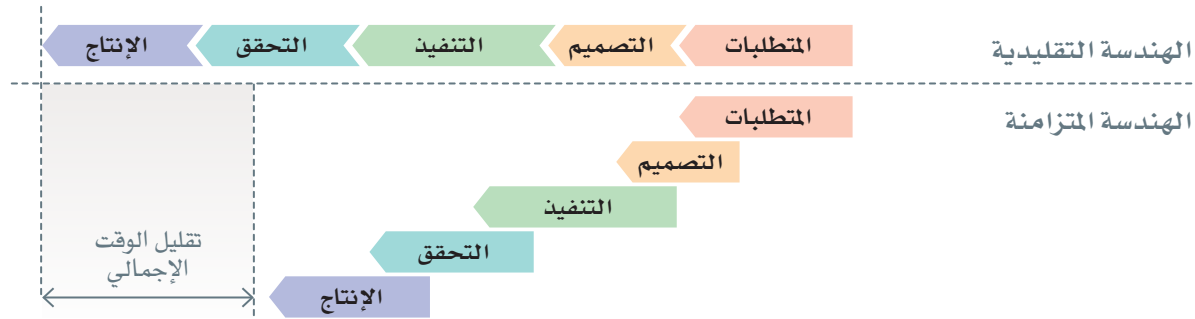 الهندسة التقليدية
المتطلبات
التصميم
التنفيذ
التحقق
الإنتاج
الهندسة المتزامنة
المتطلبات
التصميم
التنفيذ
التحقق
الإنتاج
تقليل الوقت
الإجمالي